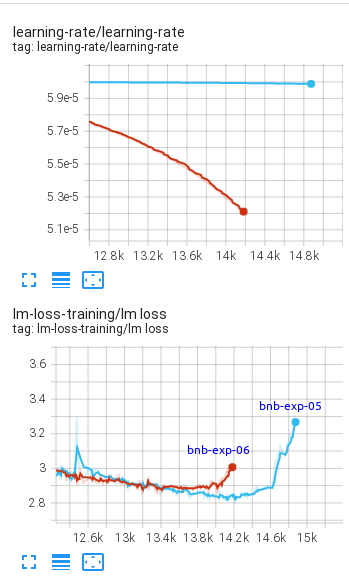 learning-rate/learning-rate
tag: learning-rate/learning-rate
5.9e-5
5.7e-5
5.5e-5
5.3e-5
5.1e-5
12.8k 13.2k 13.6k 14k 14.4k 14.8k
lm-loss-training/lm loss
tag: lm-loss-training/lm loss
3.6
3.4
bnb-exp-05
3.2
bnb-exp-06
3
2.8
12.6k 13k 13.4k 13.8k 14.2k 14.6k 15k